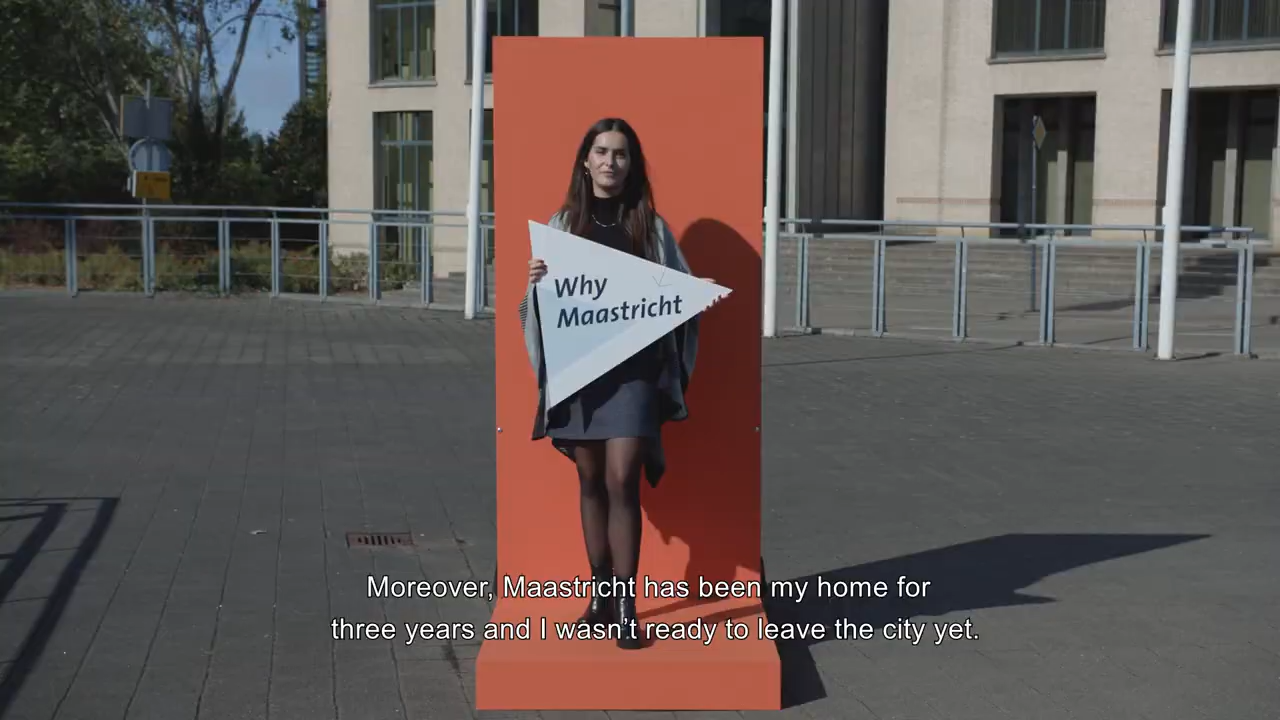 Why
Maastricht
Moreover, Maastricht has been my home for
three years and I wasn't ready to leave the city yet.